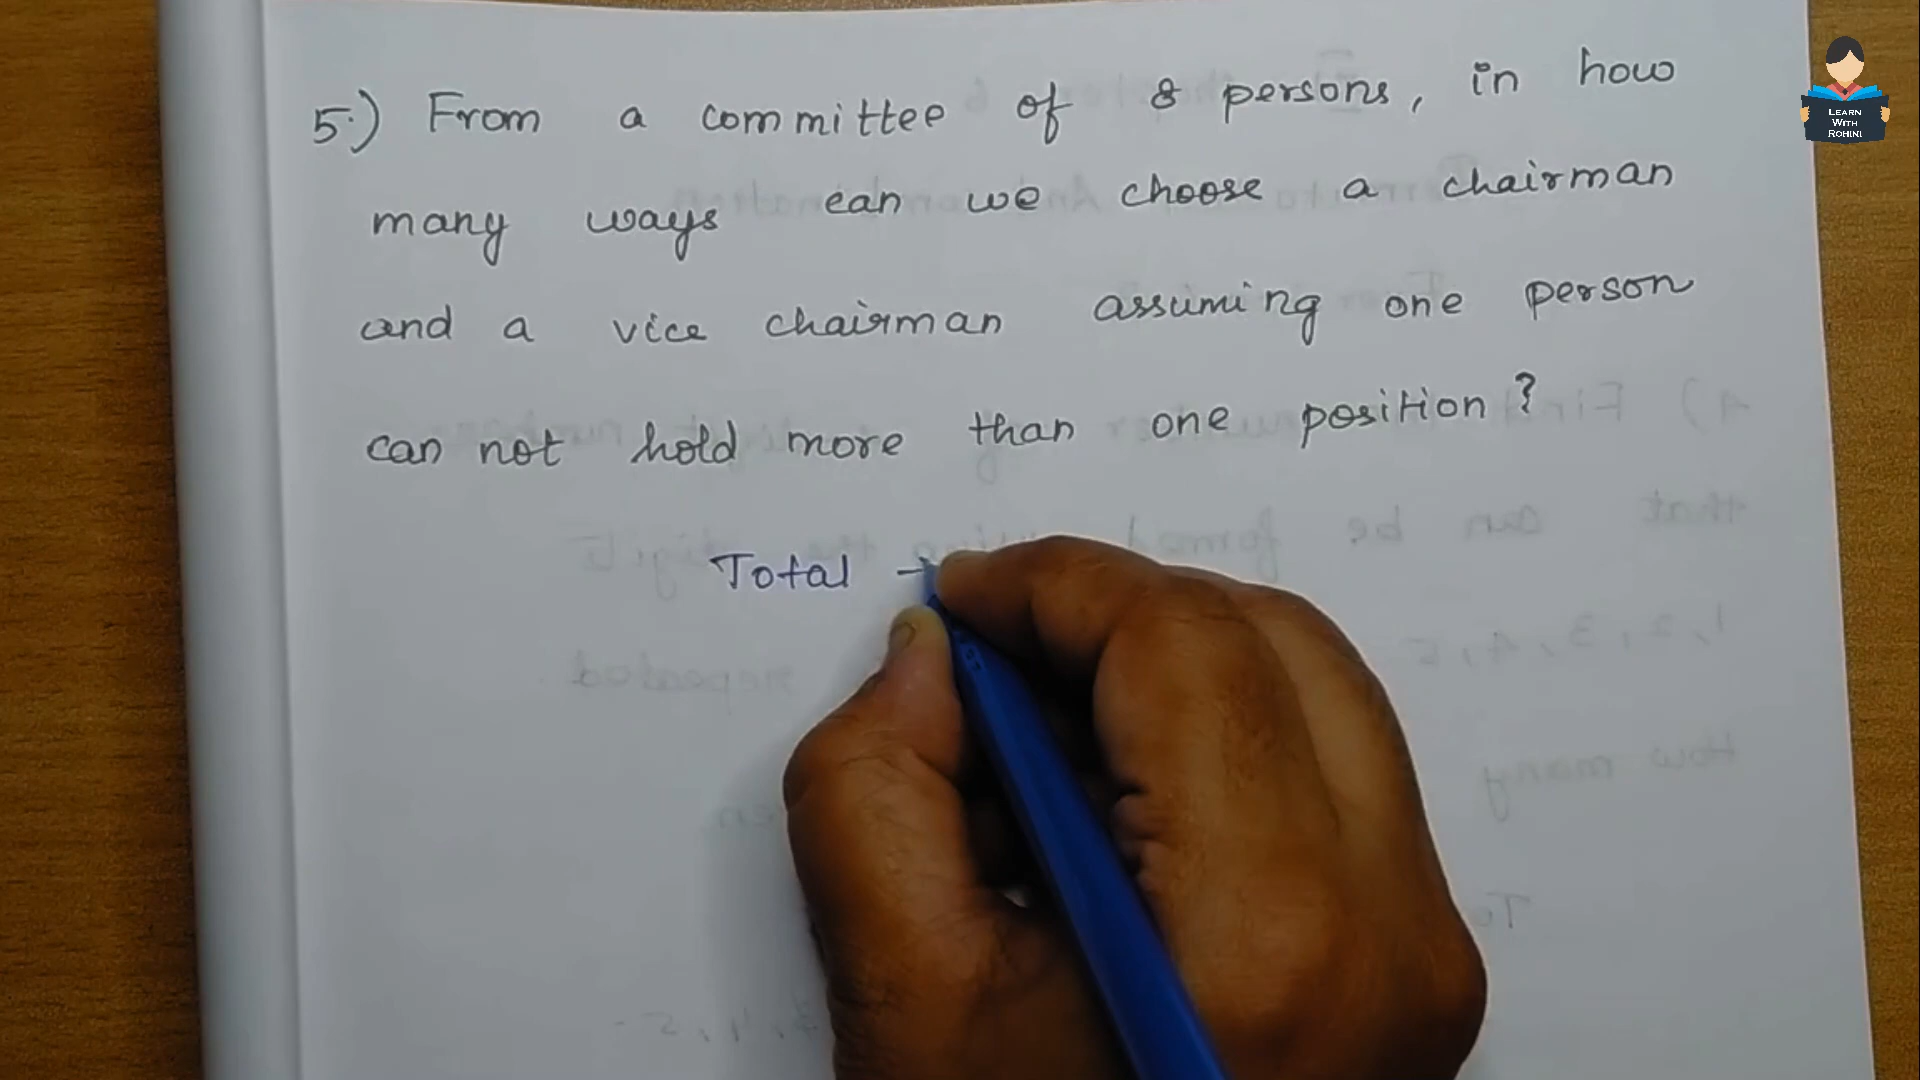 5.) From a committee of 8 persons, in how
many ways can we choose a chairman
and a vice chairman assuming one person
can not hold more than one position?
Total
LEARN
WITH
ROHINI